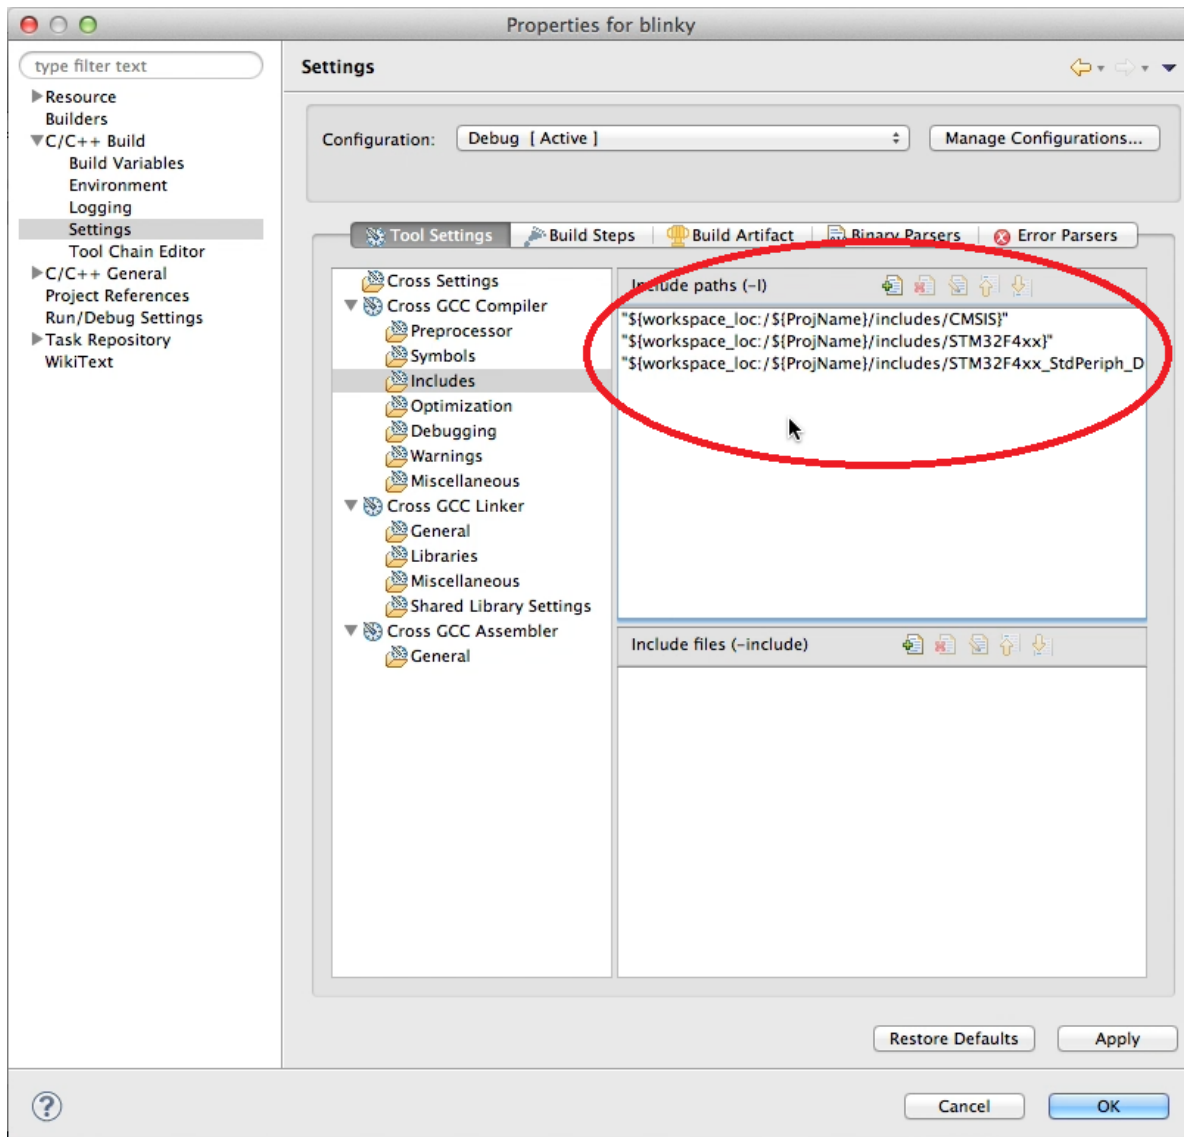 Properties for blinky
type filter text
Resource
Builders
C/C++ Build
Build Variables
Environment
Logging
Settings
Tool Chain Editor
C/C++ General
Project References
Run/Debug Settings
Task Repository
WikiText
Settings
Configuration:
Debug [ Active ]
Manage Configurations...
Tool Settings
Build Steps
Build Artifact
Binary Parsers
Error Parsers
Cross Settings
Cross GCC Compiler
Preprocessor
Symbols
Includes
Optimization
Debugging
Warnings
Miscellaneous
Cross GCC Linker
General
Libraries
Miscellaneous
Shared Library Settings
Cross GCC Assembler
General
Include paths (-I)
"${workspace_loc:/${ProjName}/includes/CMSIS}"
"${workspace_loc:/${ProjName}/includes/STM32F4xx}"
"${workspace_loc:/${ProjName}/includes/STM32F4xx_StdPeriph_D
Include files (-include)
Restore Defaults
Apply
?
Cancel
OK